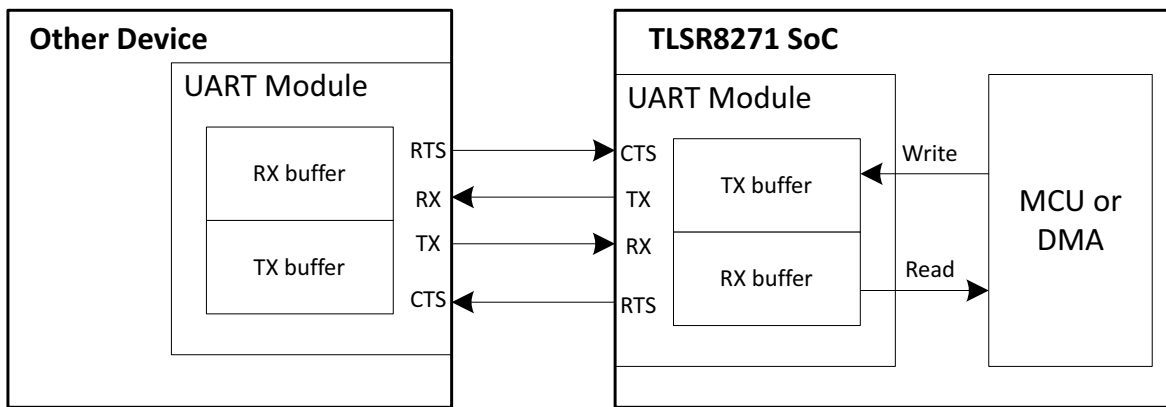 Other Device
UART Module
RX buffer
TX buffer
RTS
RX
TX
CTS
TLSR8271 SoC
UART Module
CTS
TX
RX
RTS
TX buffer
RX buffer
Write
Read
MCU or
DMA